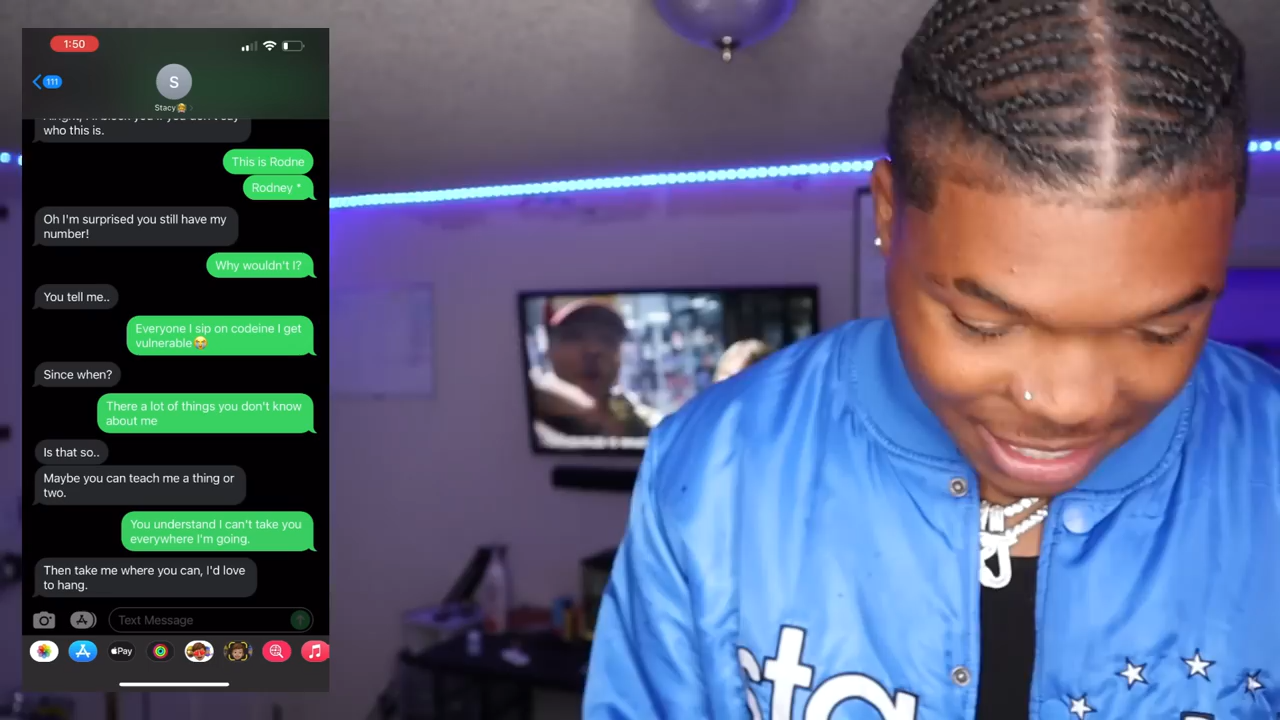 1:50
111
S
Stacy
who this is.
This is Rodne
Rodney *
Oh I'm surprised you still have my
number!
Why wouldn't I?
You tell me..
Everyone I sip on codeine I get
vulnerable😭
Since when?
There a lot of things you don't know
about me
Is that so..
Maybe you can teach me a thing or
two.
You understand I can't take you
everywhere I'm going.
Then take me where you can, I'd love
to hang.
Text Message
Pay
sta